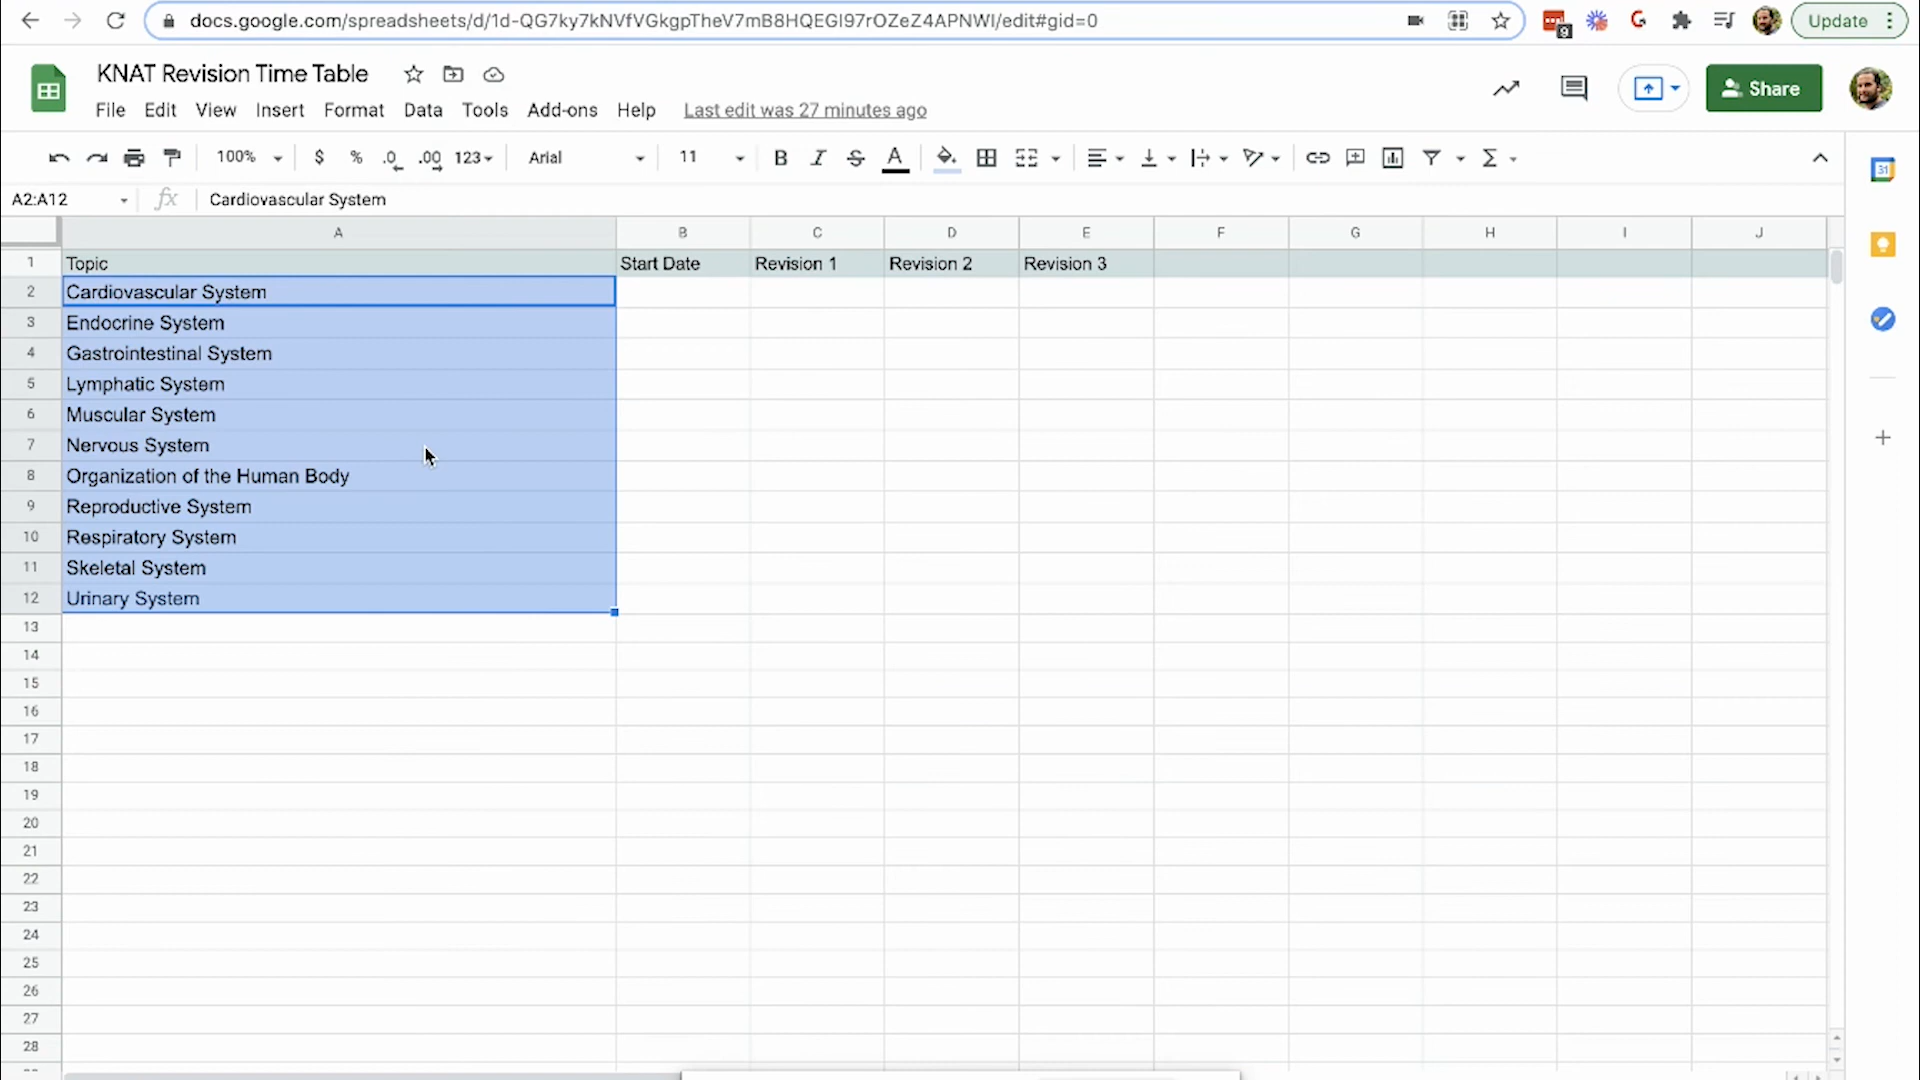 docs.google.com/spreadsheets/d/1d-QG7ky7kNVfVGkgpTheV7mB8HQEGI97rOZeZ4APNWI/edit#gid=0
9
Update
KNAT Revision Time Table
File Edit View Insert Format Data Tools Add-ons Help Last edit was 27 minutes ago
Share
100% $ % .0 .00 123 Arial 11 B I S A Σ
31
A2:A12 fx Cardiovascular System
A B C D E F G H I J
1 Topic Start Date Revision 1 Revision 2 Revision 3
2 Cardiovascular System
3 Endocrine System
4 Gastrointestinal System
5 Lymphatic System
6 Muscular System
7 Nervous System
8 Organization of the Human Body
9 Reproductive System
10 Respiratory System
11 Skeletal System
12 Urinary System
13
14
15
16
17
18
19
20
21
22
23
24
25
26
27
28